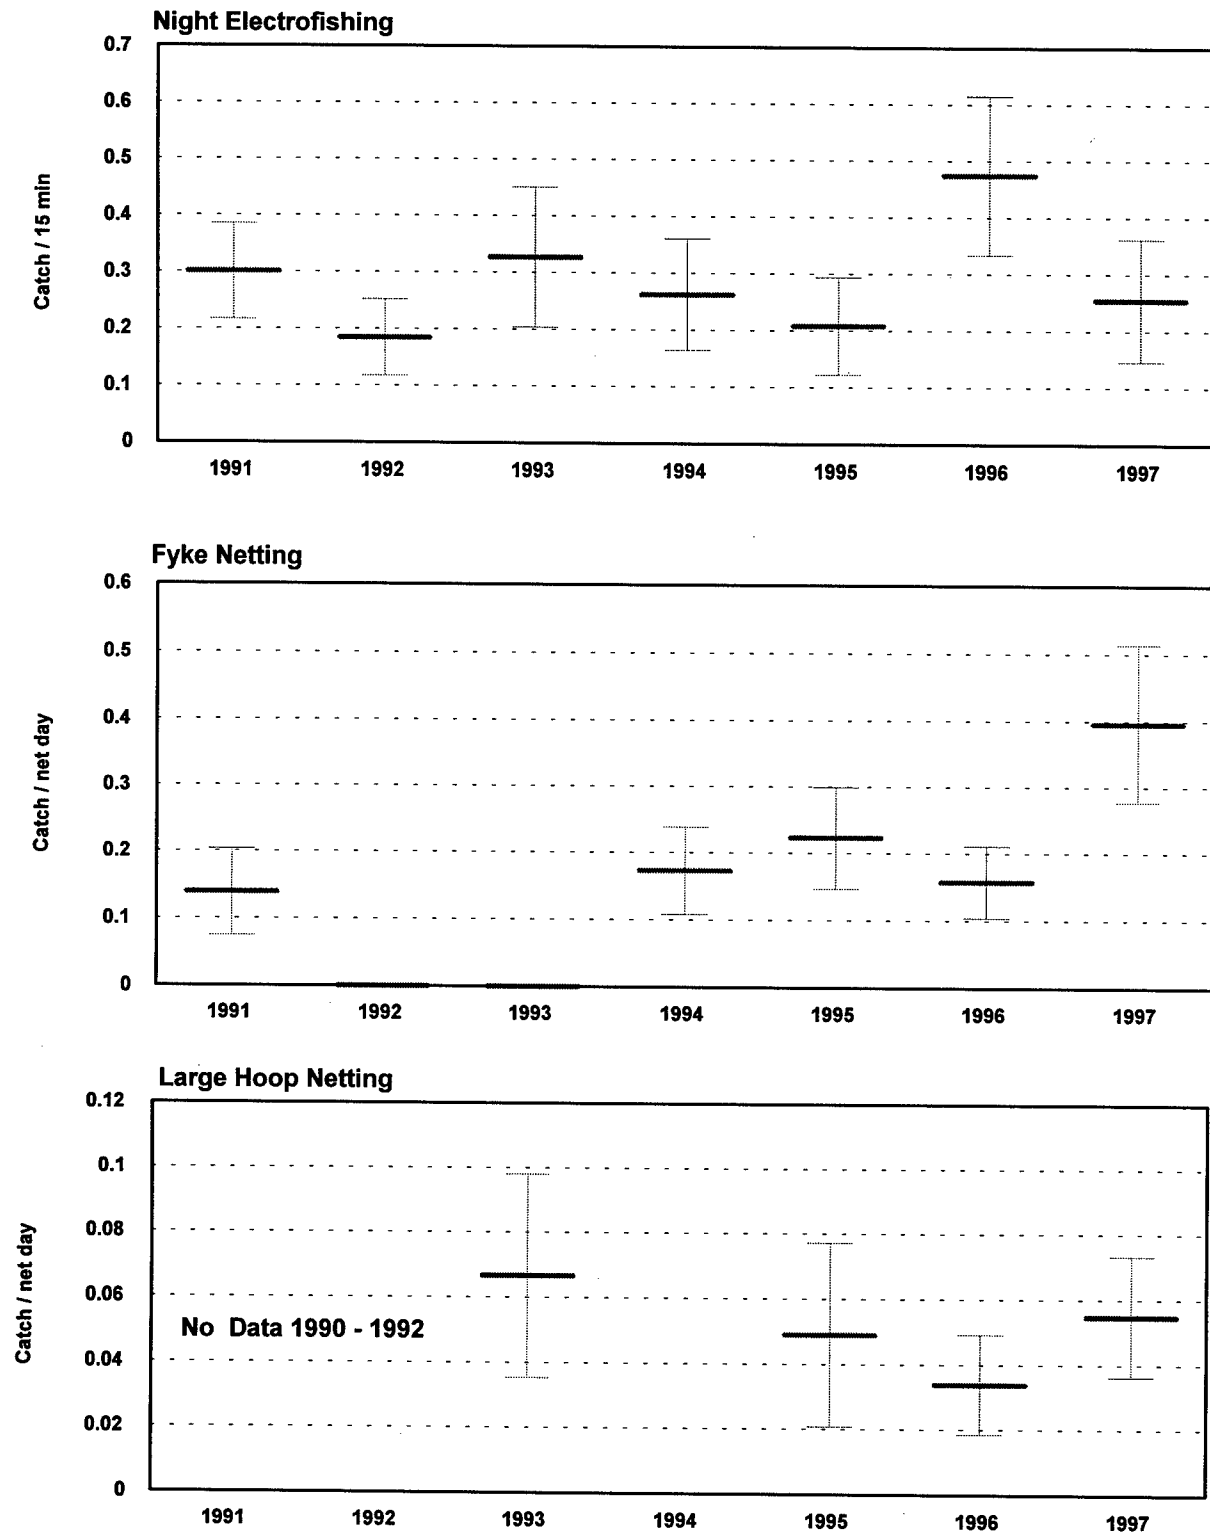 Night Electrofishing
0.7
0.6
0.5
0.4
0.3
0.2
0.1
0
Catch / 15 min
1991 1992 1993 1994 1995 1996 1997
Fyke Netting
0.6
0.5
0.4
0.3
0.2
0.1
0
Catch / net day
1991 1992 1993 1994 1995 1996 1997
Large Hoop Netting
0.12
0.1
0.08
0.06
0.04
0.02
0
Catch / net day
No Data 1990 - 1992
1991 1992 1993 1994 1995 1996 1997